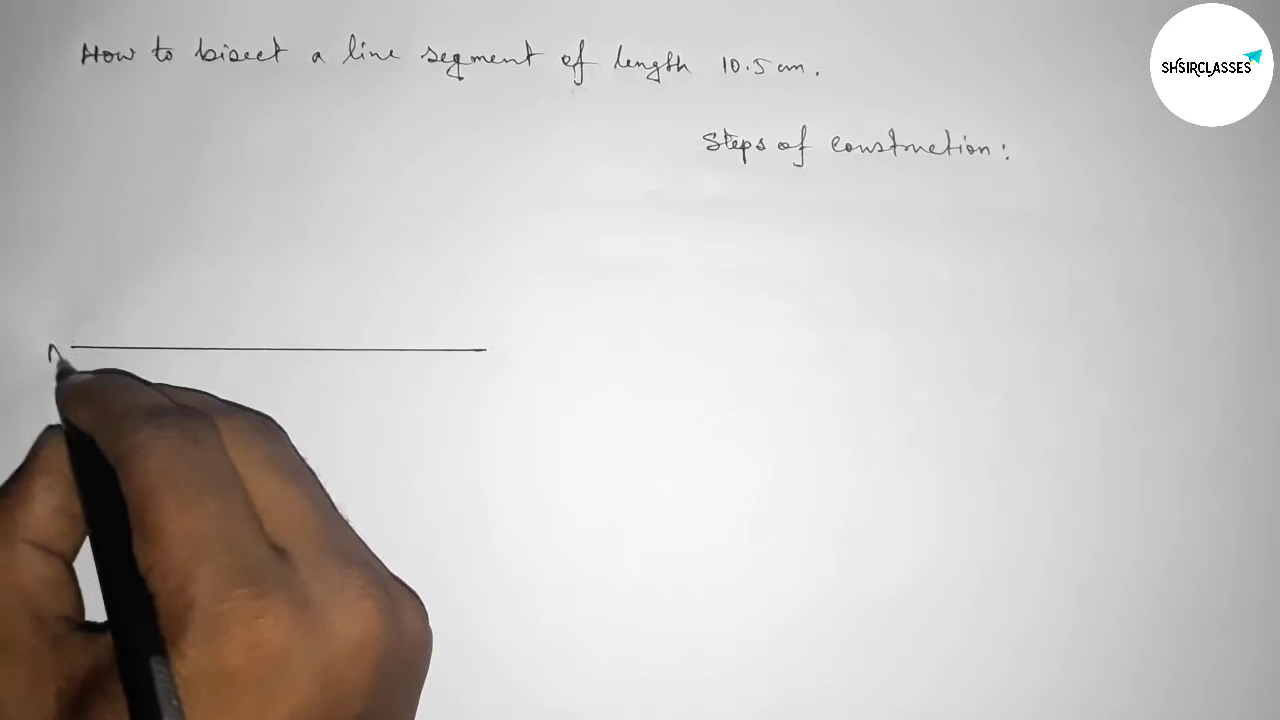 How to bisect a line segment of length 10.5 cm.
SHSIRCLASSES
Steps of construction: